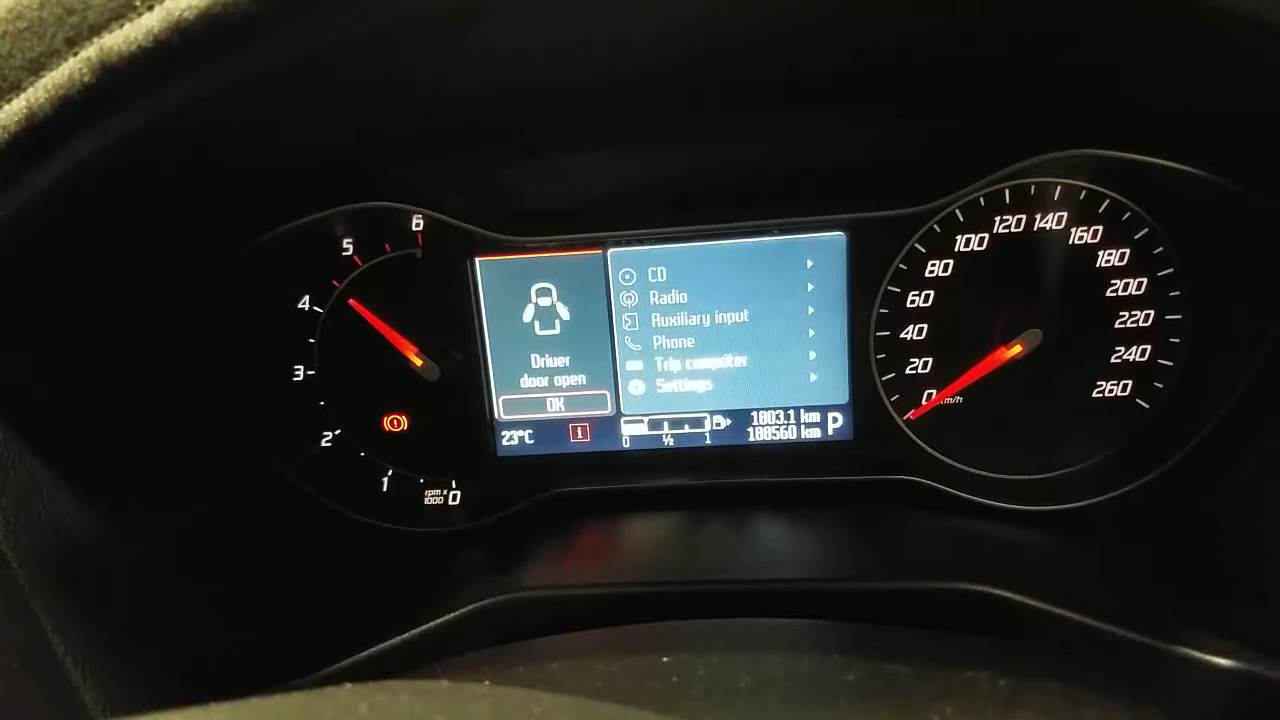 6
5
4
3
2
1
rpm x
1000 0
Driver
door open
OK
CD
Radio
Auxiliary input
Phone
Trip computer
Settings
23°C
i
0 ½ 1
1803.1 km
188560 km
P
0 km/h
20
40
60
80
100
120
140
160
180
200
220
240
260